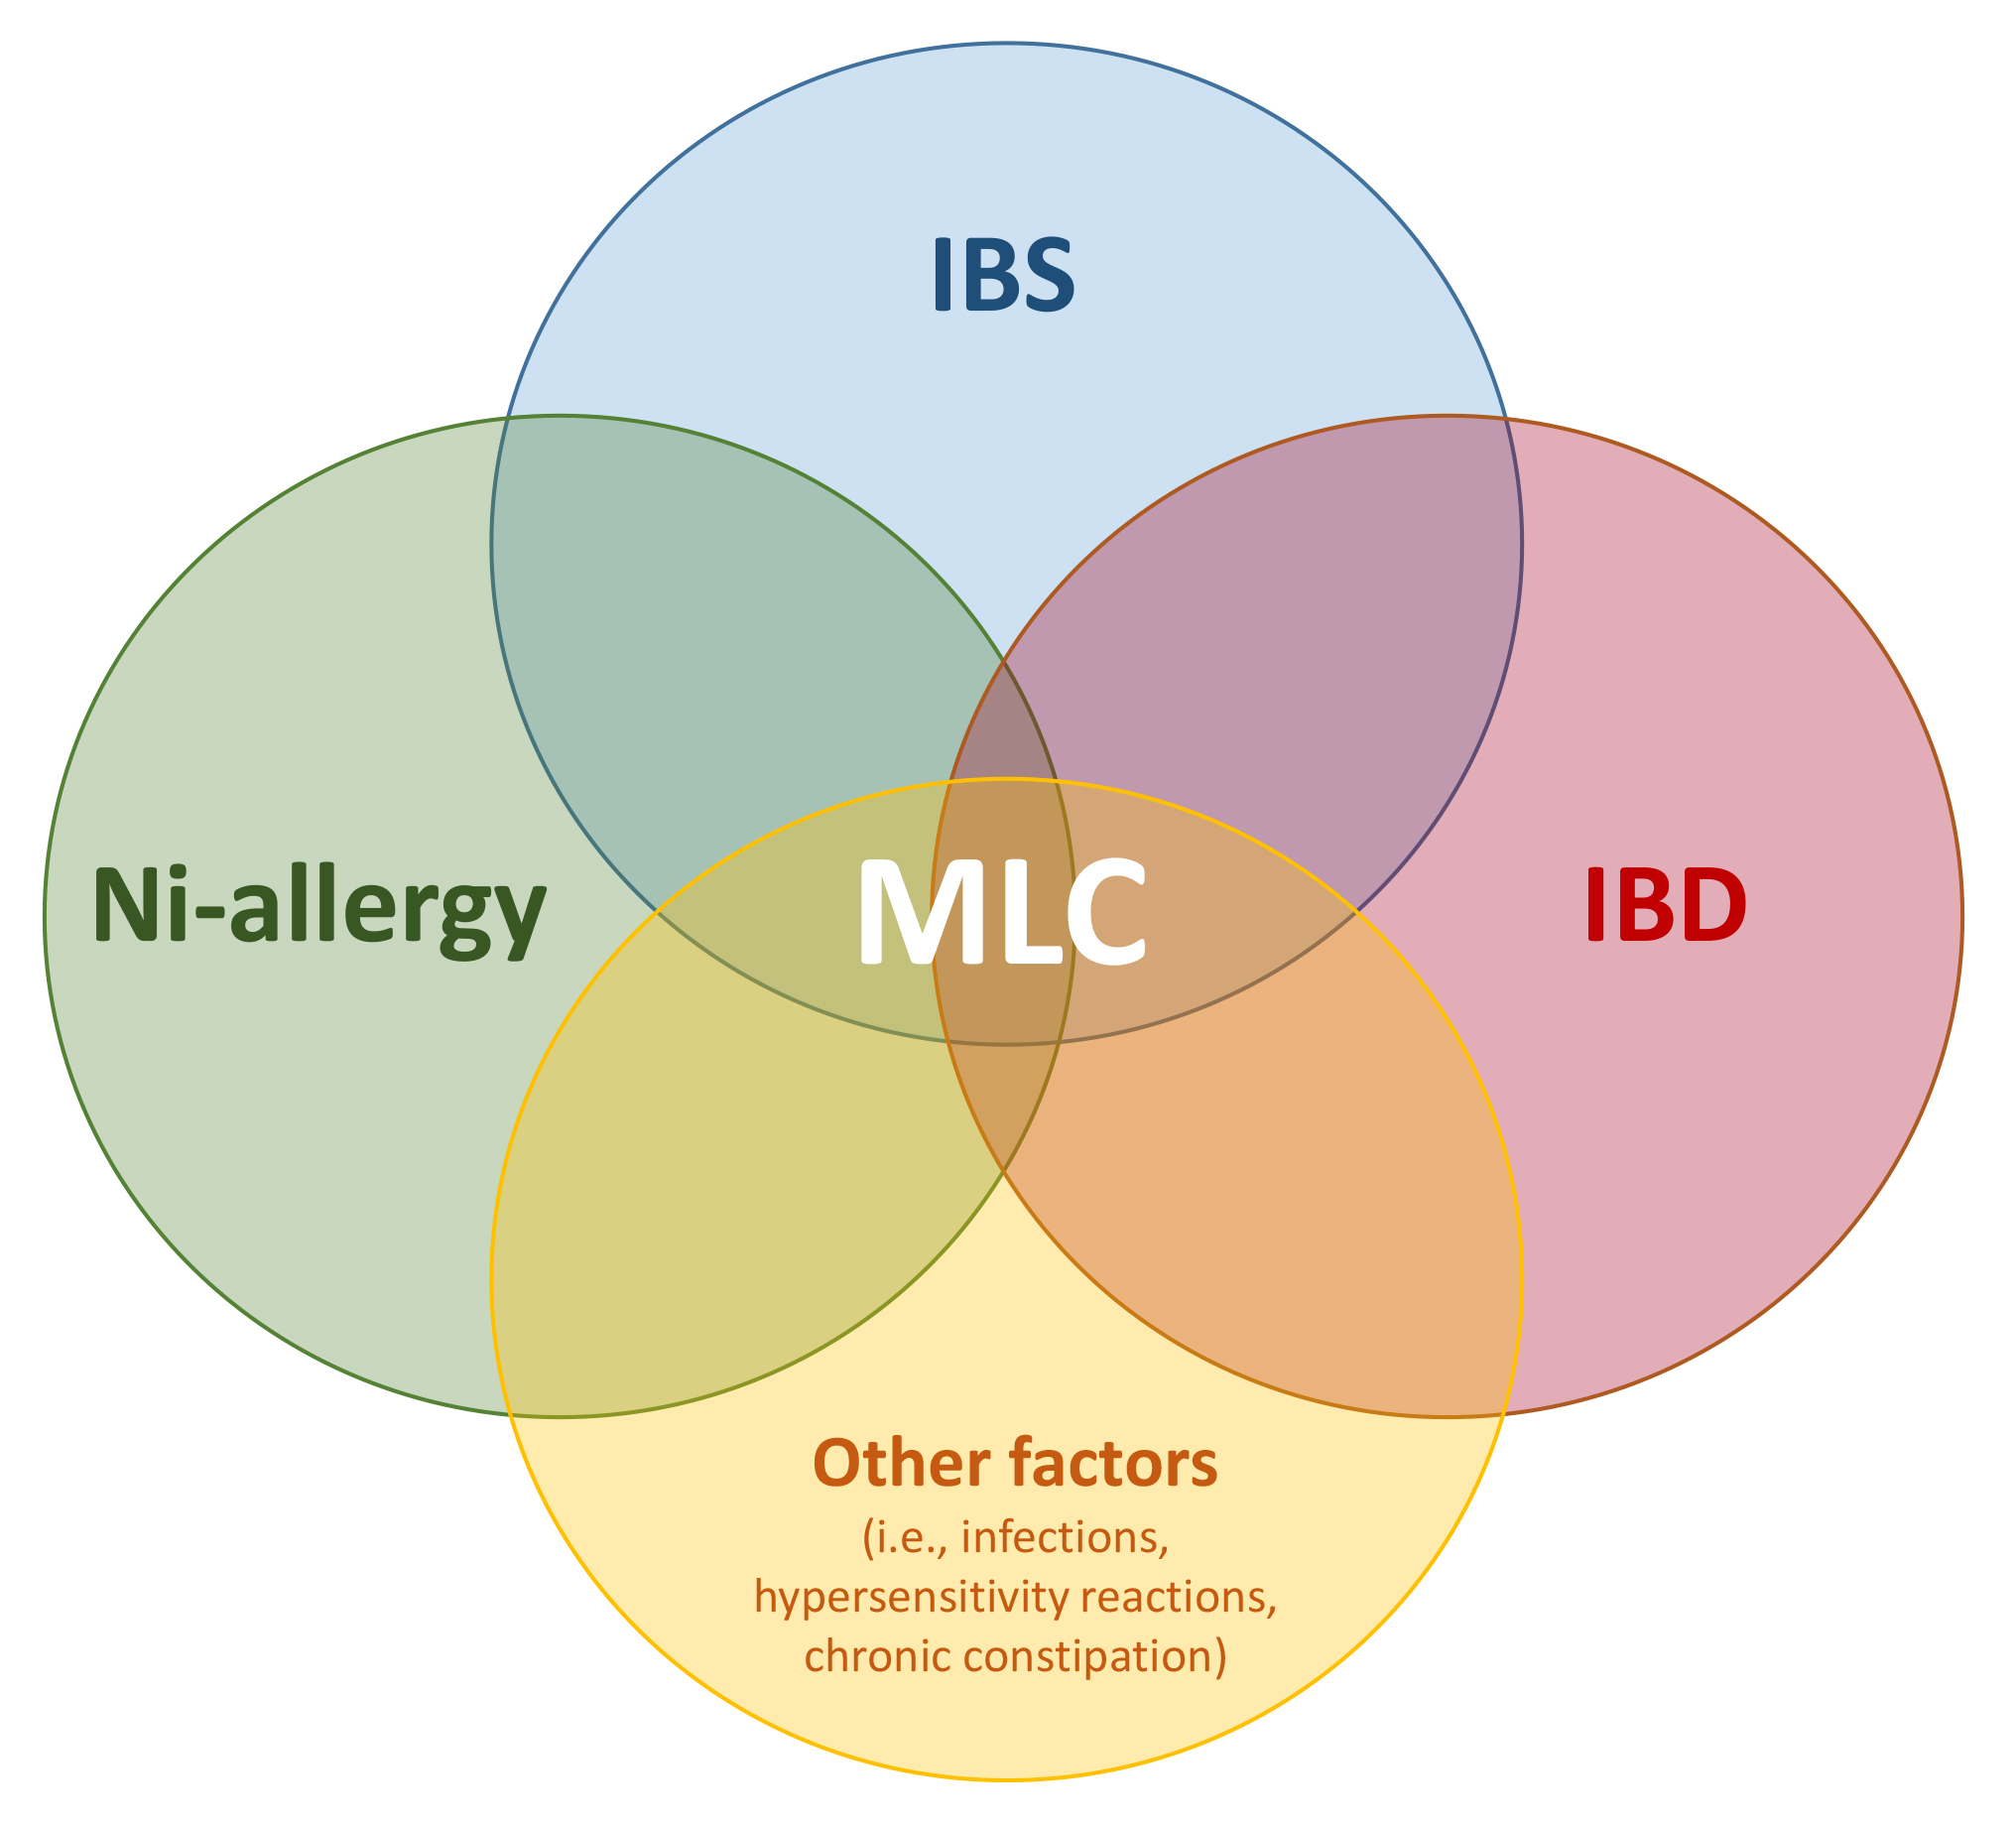 IBS
Ni-allergy
MLC
IBD
Other factors
(i.e., infections,
hypersensitivity reactions,
chronic constipation)